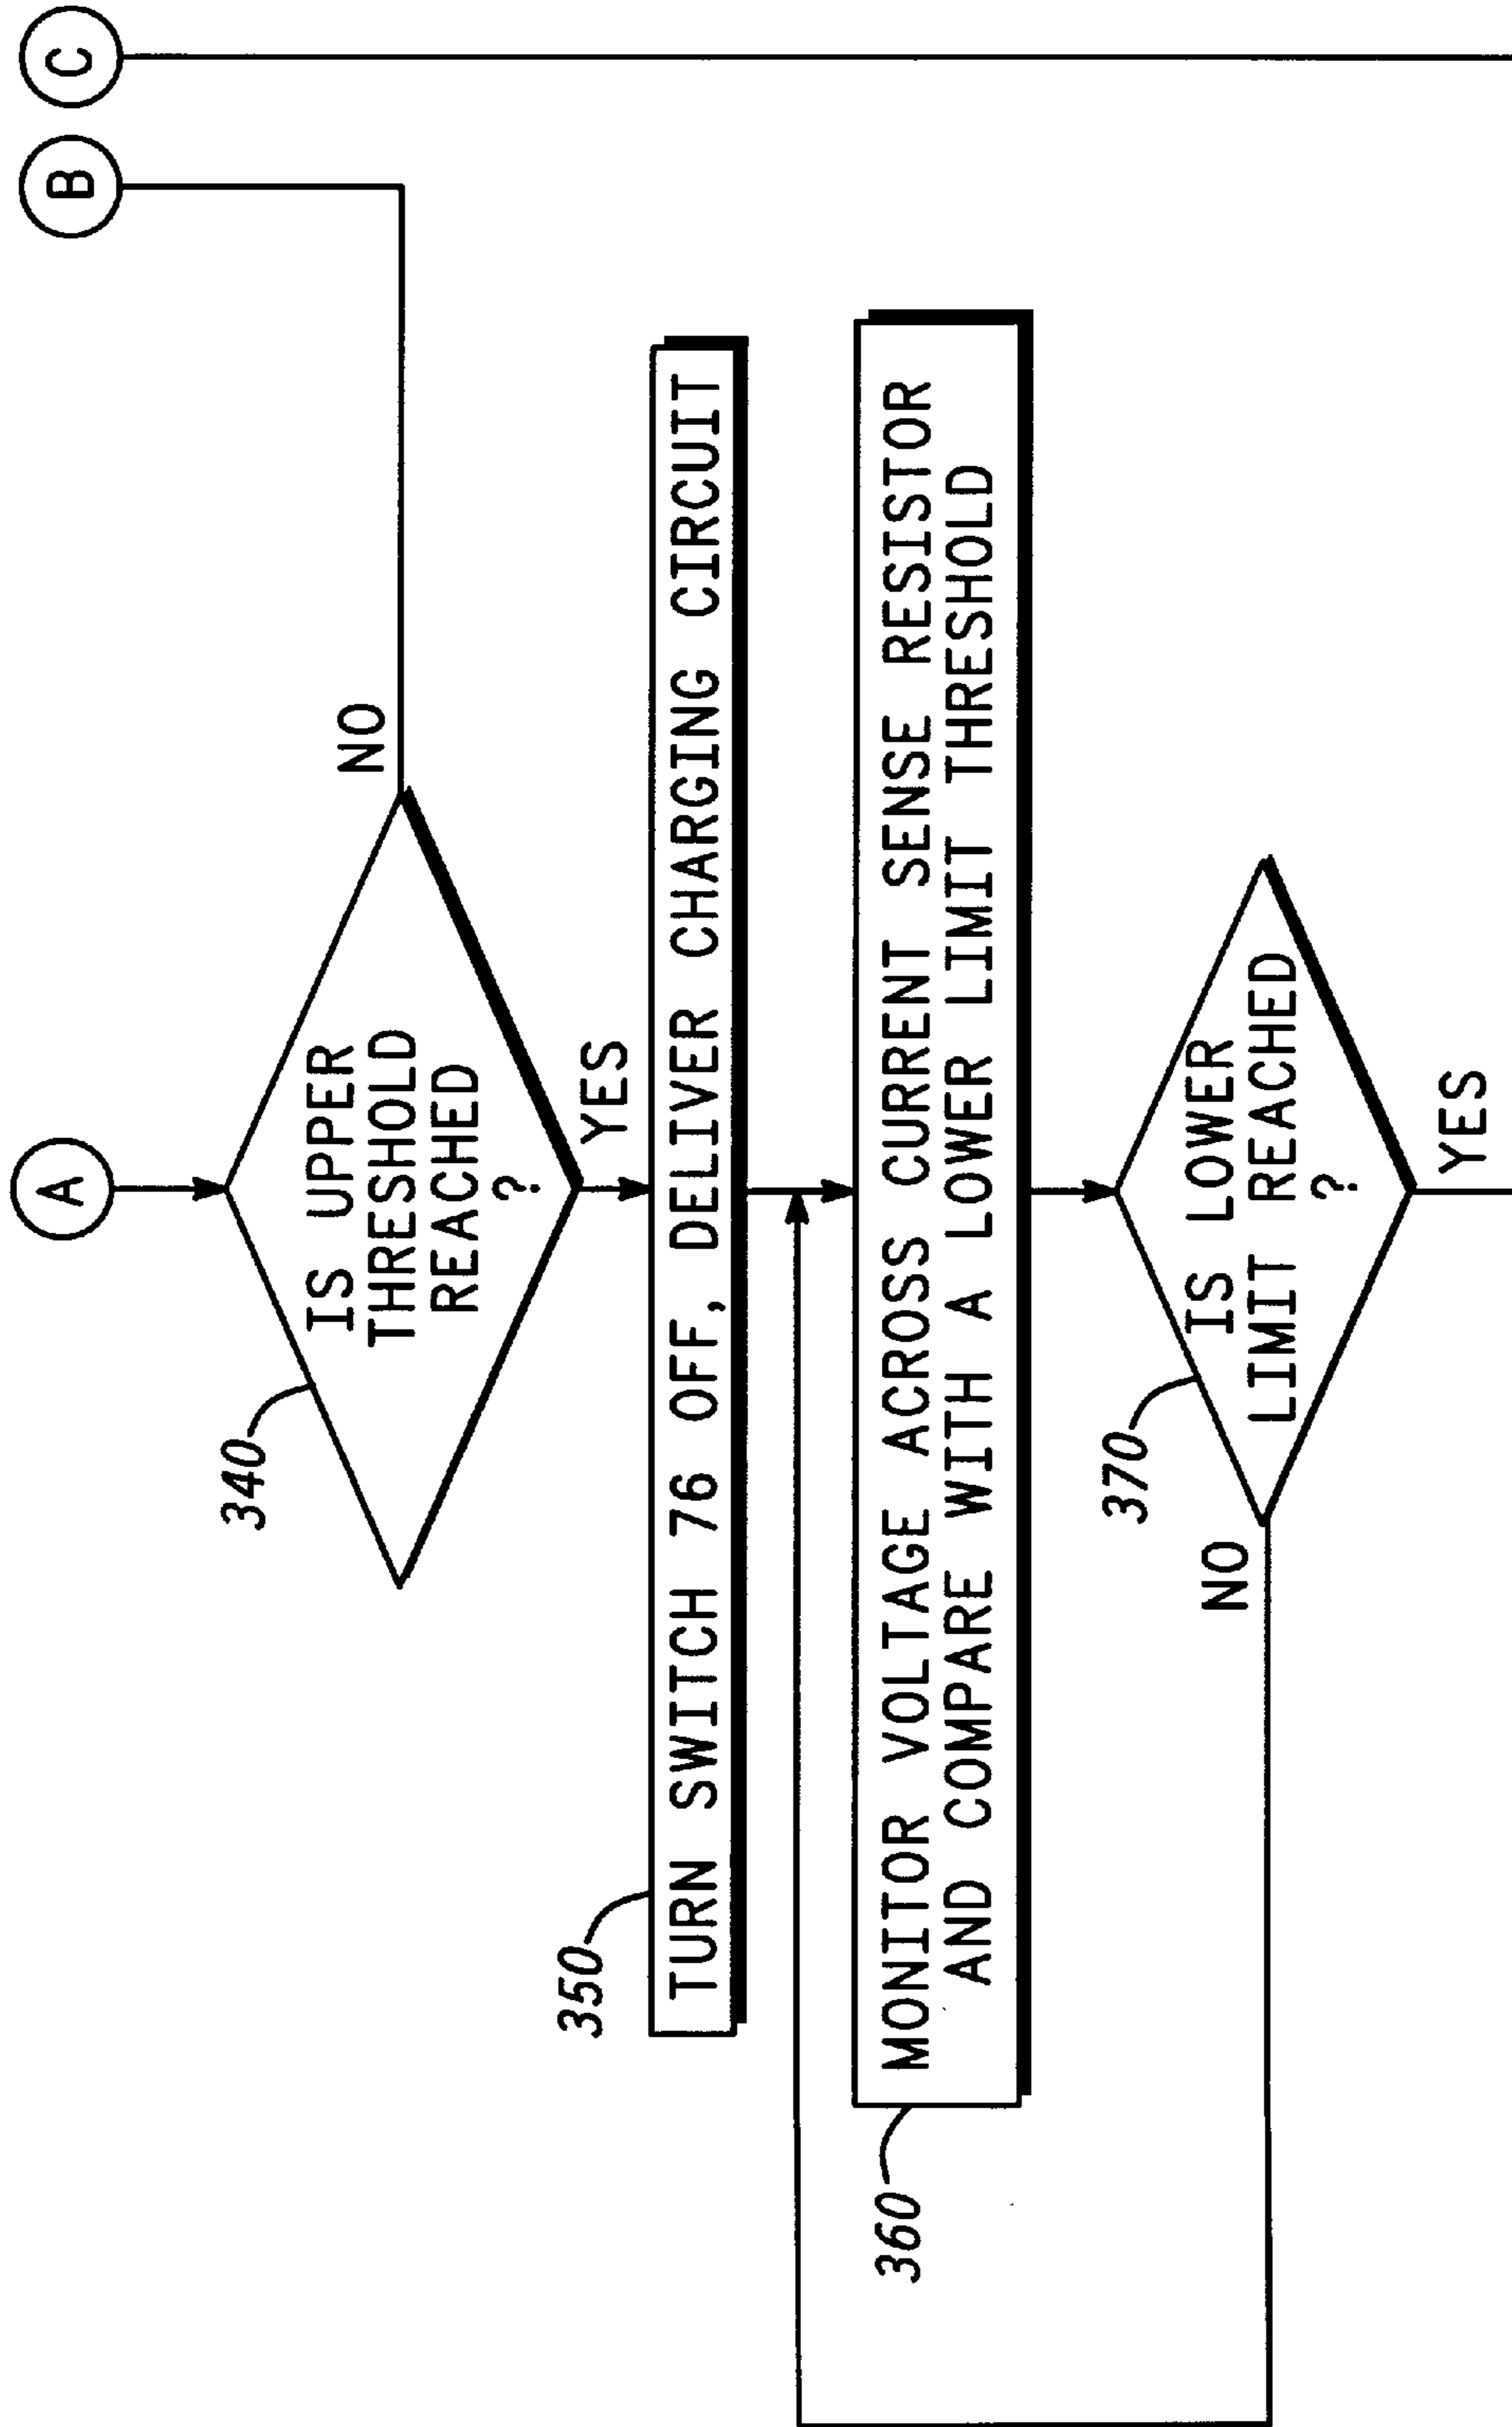 A
B
C
340
IS UPPER
THRESHOLD
REACHED
?
NO
YES
350
TURN SWITCH 76 OFF, DELIVER CHARGING CIRCUIT
360
MONITOR VOLTAGE ACROSS CURRENT SENSE RESISTOR
AND COMPARE WITH A LOWER LIMIT THRESHOLD
370
IS LOWER
LIMIT REACHED
?
NO
YES